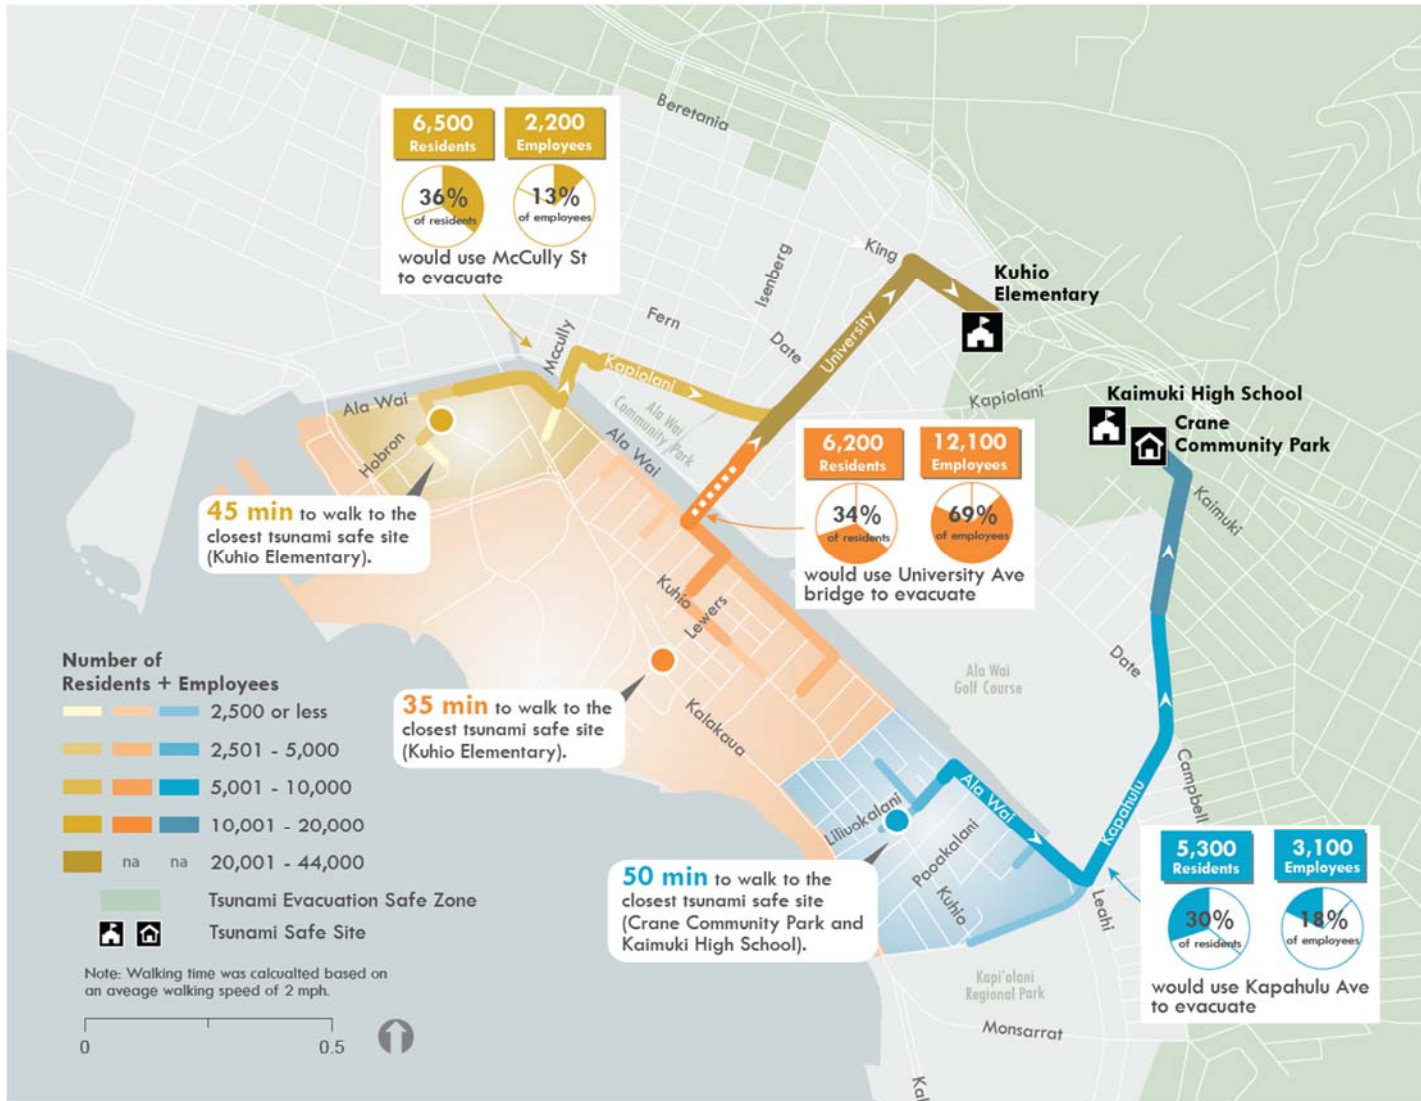 Beretania
6,500
Residents
2,200
Employees
36%
of residents
13%
of employees
would use McCully St
to evacuate
King
Isenberg
Fern
Date
University
Mccully
Kapiolani
Kuhio
Elementary
Kapiolani
Kaimuki High School
Crane
Community Park
Kaimuki
Ala Wai
Hobron
Ala Wai
Community Park
Ala Wai
6,200
Residents
12,100
Employees
34%
of residents
69%
of employees
would use University Ave
bridge to evacuate
45 min to walk to the
closest tsunami safe site
(Kuhio Elementary).
Kuhio
Lewers
Kalakaua
35 min to walk to the
closest tsunami safe site
(Kuhio Elementary).
Ala Wai
Golf Course
Date
Campbell
Kapahulu
Ala Wai
Liliuokalani
Paoakalani
Kuhio
Leahi
50 min to walk to the
closest tsunami safe site
(Crane Community Park and
Kaimuki High School).
5,300
Residents
3,100
Employees
30%
of residents
18%
of employees
would use Kapahulu Ave
to evacuate
Kapi'olani
Regional Park
Monsarrat
Kal
Number of
Residents + Employees
2,500 or less
2,501 - 5,000
5,001 - 10,000
10,001 - 20,000
na na 20,001 - 44,000
Tsunami Evacuation Safe Zone
Tsunami Safe Site
Note: Walking time was calcualted based on
an aveage walking speed of 2 mph.
0 0.5